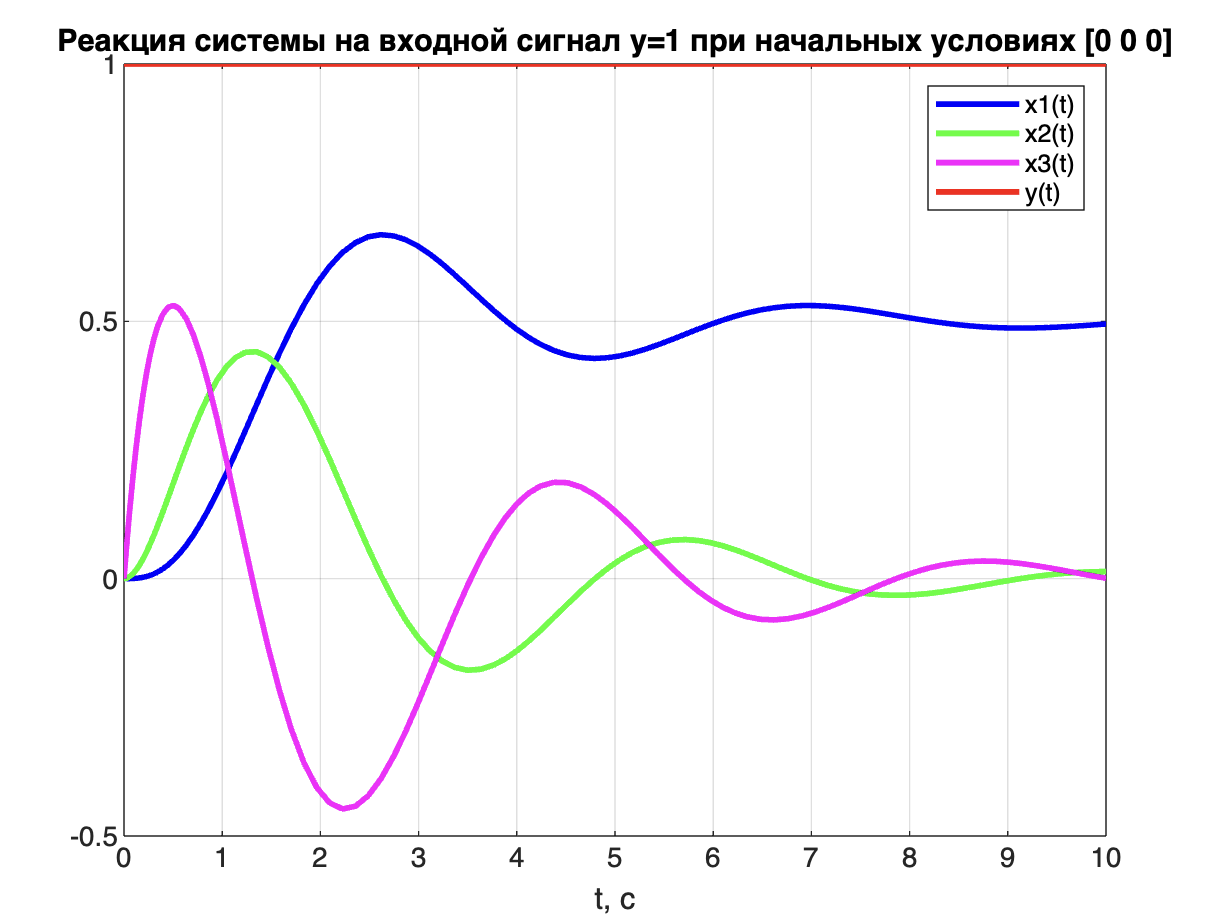 Реакция системы на входной сигнал y=1 при начальных условиях [0 0 0]
1
x1(t)
x2(t)
x3(t)
y(t)
0.5
0
-0.5
0 1 2 3 4 5 6 7 8 9 10
t, c